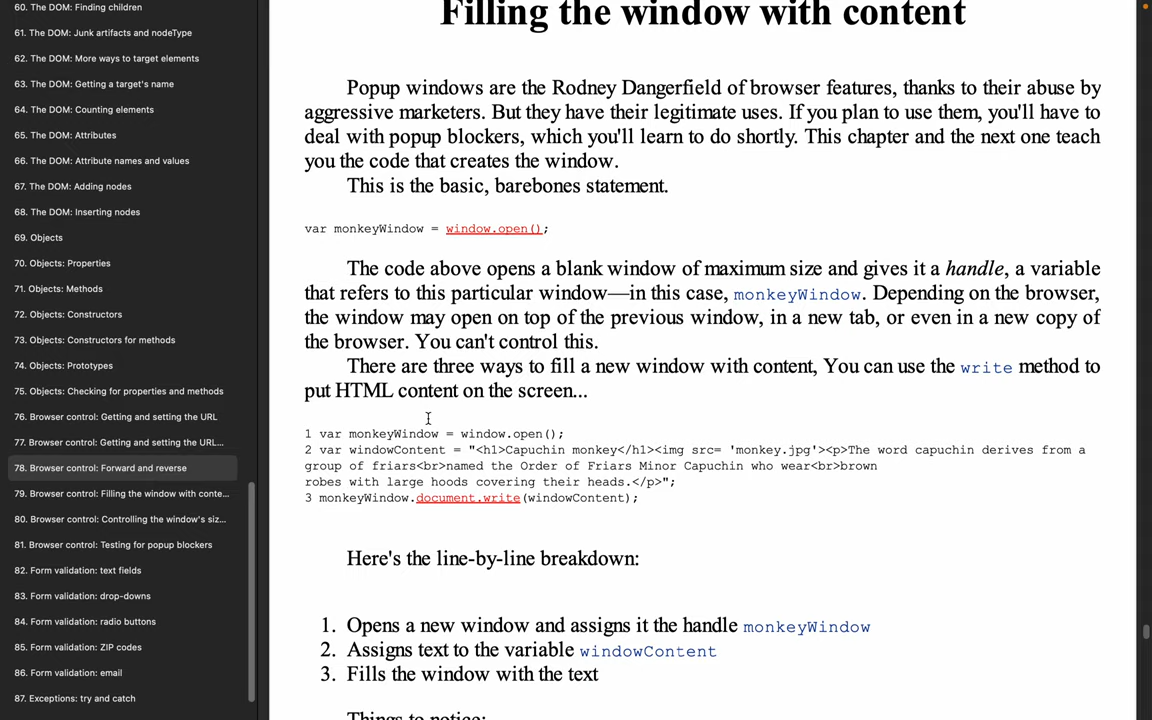 60. The DOM: Finding children
61. The DOM: Junk artifacts and nodeType
62. The DOM: More ways to target elements
63. The DOM: Getting a target's name
64. The DOM: Counting elements
65. The DOM: Attributes
66. The DOM: Attribute names and values
67. The DOM: Adding nodes
68. The DOM: Inserting nodes
69. Objects
70. Objects: Properties
71. Objects: Methods
72. Objects: Constructors
73. Objects: Constructors for methods
74. Objects: Prototypes
75. Objects: Checking for properties and methods
76. Browser control: Getting and setting the URL
77. Browser control: Getting and setting the URL...
78. Browser control: Forward and reverse
79. Browser control: Filling the window with conte...
80. Browser control: Controlling the window's siz...
81. Browser control: Testing for popup blockers
82. Form validation: text fields
83. Form validation: drop-downs
84. Form validation: radio buttons
85. Form validation: ZIP codes
86. Form validation: email
87. Exceptions: try and catch
Filling the window with content
Popup windows are the Rodney Dangerfield of browser features, thanks to their abuse by
aggressive marketers. But they have their legitimate uses. If you plan to use them, you'll have to
deal with popup blockers, which you'll learn to do shortly. This chapter and the next one teach
you the code that creates the window.
This is the basic, barebones statement.
var monkeyWindow = window.open();
The code above opens a blank window of maximum size and gives it a handle, a variable
that refers to this particular window—in this case, monkeyWindow. Depending on the browser,
the window may open on top of the previous window, in a new tab, or even in a new copy of
the browser. You can't control this.
There are three ways to fill a new window with content, You can use the write method to
put HTML content on the screen...
1 var monkeyWindow = window.open();
2 var windowContent = "<h1>Capuchin monkey</h1><img src= 'monkey.jpg'><p>The word capuchin derives from a
group of friars<br>named the Order of Friars Minor Capuchin who wear<br>brown
robes with large hoods covering their heads.</p>";
3 monkeyWindow.document.write(windowContent);
Here's the line-by-line breakdown:
1. Opens a new window and assigns it the handle monkeyWindow
2. Assigns text to the variable windowContent
3. Fills the window with the text
Things to notice: